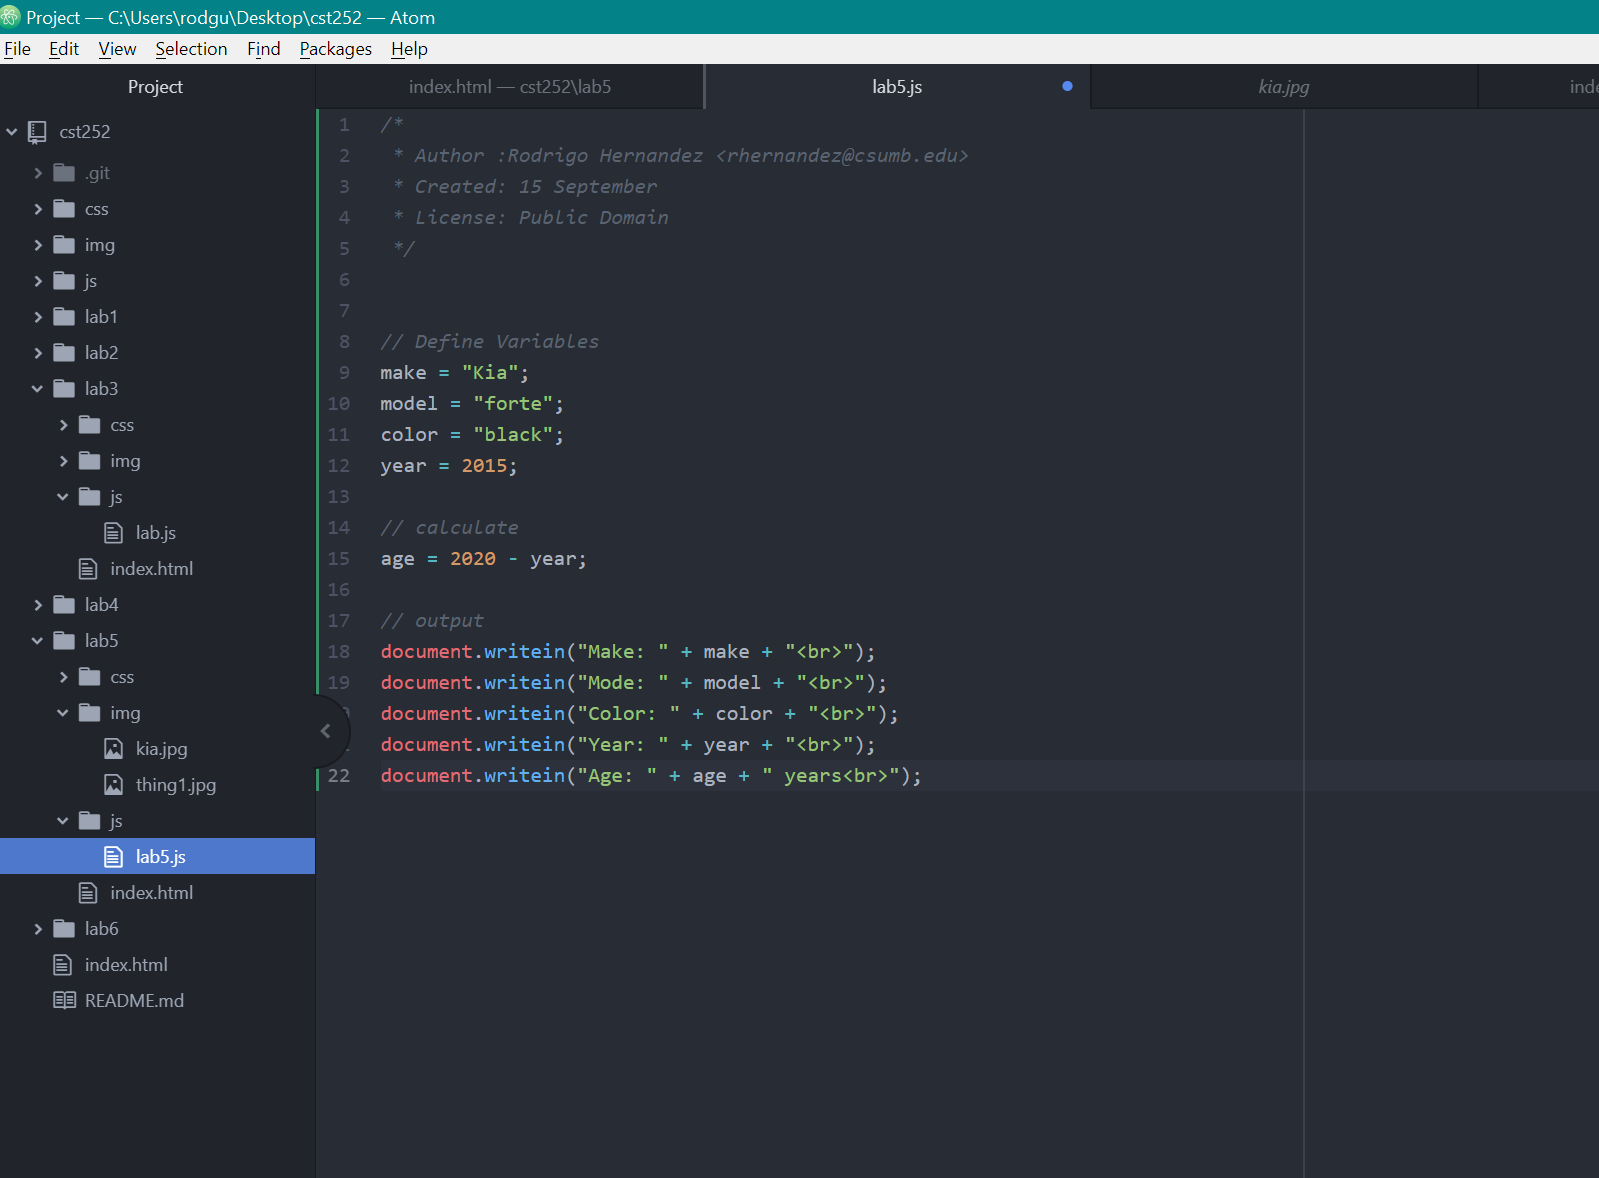 Project — C:\Users\rodgu\Desktop\cst252 — Atom
File Edit View Selection Find Packages Help
Project
index.html — cst252\lab5
lab5.js
kia.jpg
cst252
.git
css
img
js
lab1
lab2
lab3
css
img
js
lab.js
index.html
lab4
lab5
css
img
kia.jpg
thing1.jpg
js
lab5.js
index.html
lab6
index.html
README.md
1 /*
2 * Author :Rodrigo Hernandez <rhernandez@csumb.edu>
3 * Created: 15 September
4 * License: Public Domain
5 */
6
7
8 // Define Variables
9 make = "Kia";
10 model = "forte";
11 color = "black";
12 year = 2015;
13
14 // calculate
15 age = 2020 - year;
16
17 // output
18 document.writein("Make: " + make + "<br>");
19 document.writein("Mode: " + model + "<br>");
document.writein("Color: " + color + "<br>");
document.writein("Year: " + year + "<br>");
22 document.writein("Age: " + age + " years<br>");